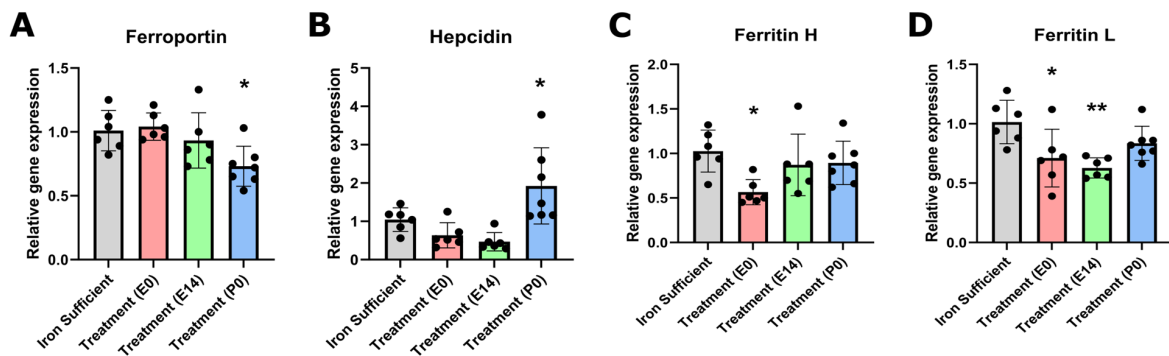 A
Ferroportin
Relative gene expression
1.5
1.0
0.5
0.0
*
Iron Sufficient
Treatment (E0)
Treatment (E14)
Treatment (P0)
B
Hepcidin
Relative gene expression
5
4
3
2
1
0
*
Iron Sufficient
Treatment (E0)
Treatment (E14)
Treatment (P0)
C
Ferritin H
Relative gene expression
2.0
1.5
1.0
0.5
0.0
*
Iron Sufficient
Treatment (E0)
Treatment (E14)
Treatment (P0)
D
Ferritin L
Relative gene expression
1.5
1.0
0.5
0.0
*
**
Iron Sufficient
Treatment (E0)
Treatment (E14)
Treatment (P0)